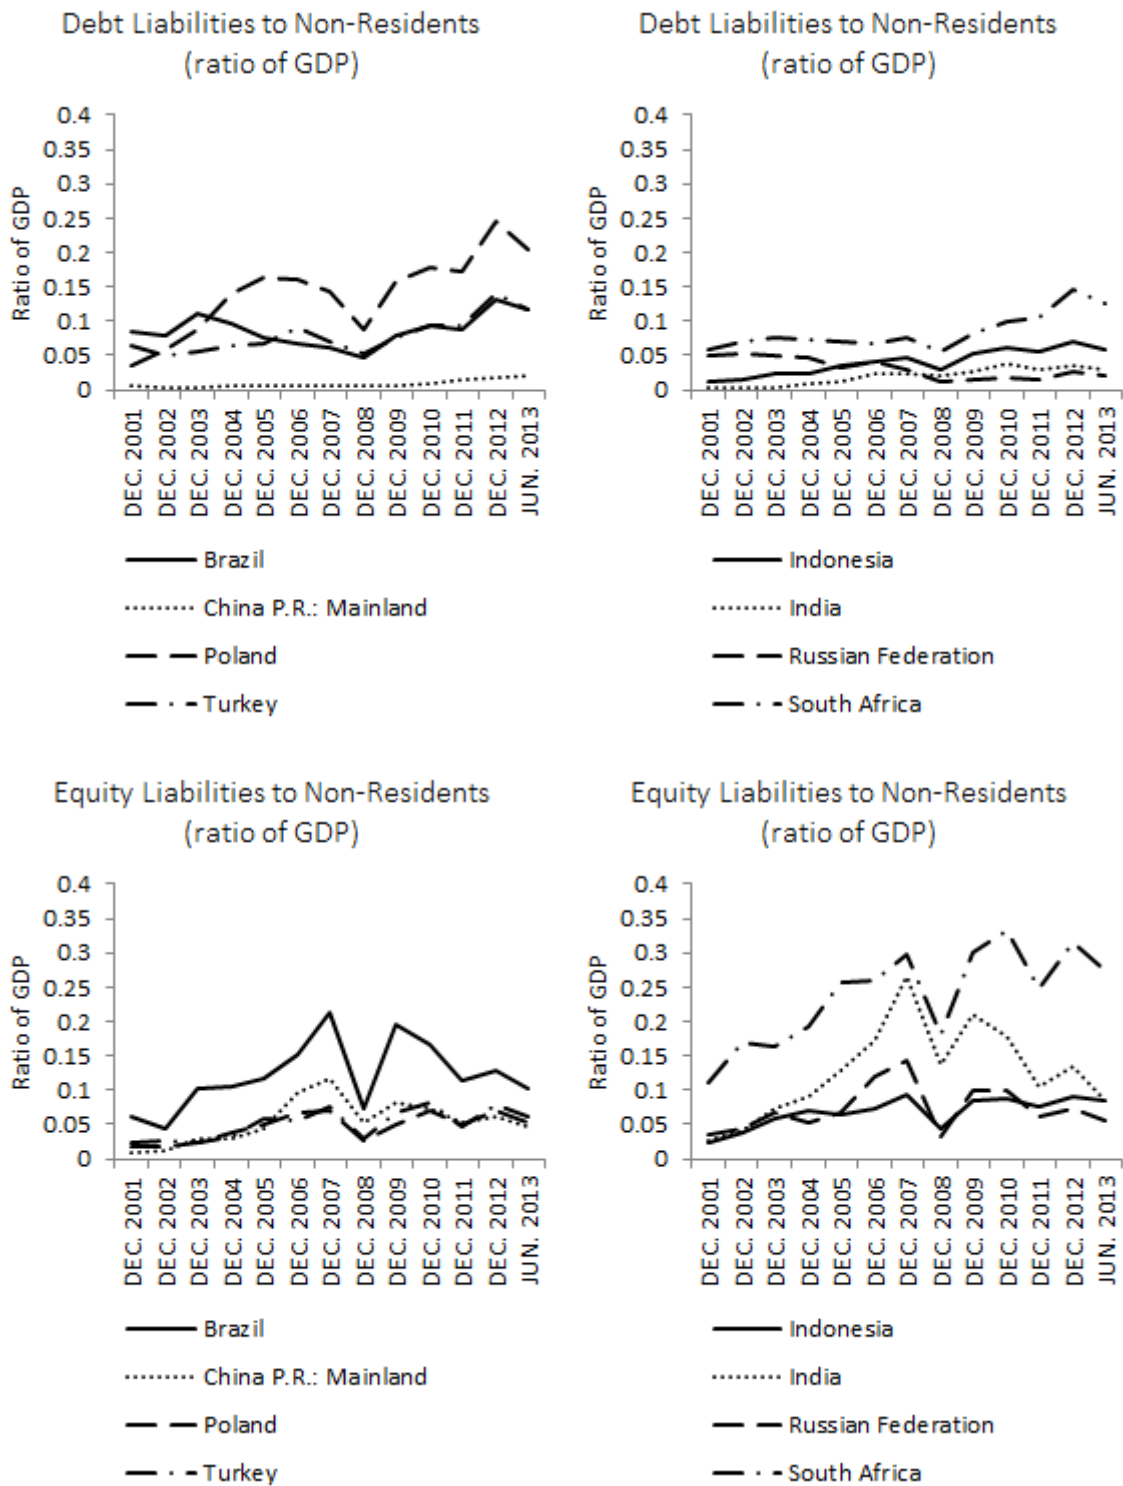 Debt Liabilities to Non-Residents
(ratio of GDP)
Ratio of GDP
0.4
0.35
0.3
0.25
0.2
0.15
0.1
0.05
0
DEC. 2001
DEC. 2002
DEC. 2003
DEC. 2004
DEC. 2005
DEC. 2006
DEC. 2007
DEC. 2008
DEC. 2009
DEC. 2010
DEC. 2011
DEC. 2012
JUN. 2013
Brazil
China P.R.: Mainland
Poland
Turkey
Debt Liabilities to Non-Residents
(ratio of GDP)
Ratio of GDP
0.4
0.35
0.3
0.25
0.2
0.15
0.1
0.05
0
DEC. 2001
DEC. 2002
DEC. 2003
DEC. 2004
DEC. 2005
DEC. 2006
DEC. 2007
DEC. 2008
DEC. 2009
DEC. 2010
DEC. 2011
DEC. 2012
JUN. 2013
Indonesia
India
Russian Federation
South Africa
Equity Liabilities to Non-Residents
(ratio of GDP)
Ratio of GDP
0.4
0.35
0.3
0.25
0.2
0.15
0.1
0.05
0
DEC. 2001
DEC. 2002
DEC. 2003
DEC. 2004
DEC. 2005
DEC. 2006
DEC. 2007
DEC. 2008
DEC. 2009
DEC. 2010
DEC. 2011
DEC. 2012
JUN. 2013
Brazil
China P.R.: Mainland
Poland
Turkey
Equity Liabilities to Non-Residents
(ratio of GDP)
Ratio of GDP
0.4
0.35
0.3
0.25
0.2
0.15
0.1
0.05
0
DEC. 2001
DEC. 2002
DEC. 2003
DEC. 2004
DEC. 2005
DEC. 2006
DEC. 2007
DEC. 2008
DEC. 2009
DEC. 2010
DEC. 2011
DEC. 2012
JUN. 2013
Indonesia
India
Russian Federation
South Africa